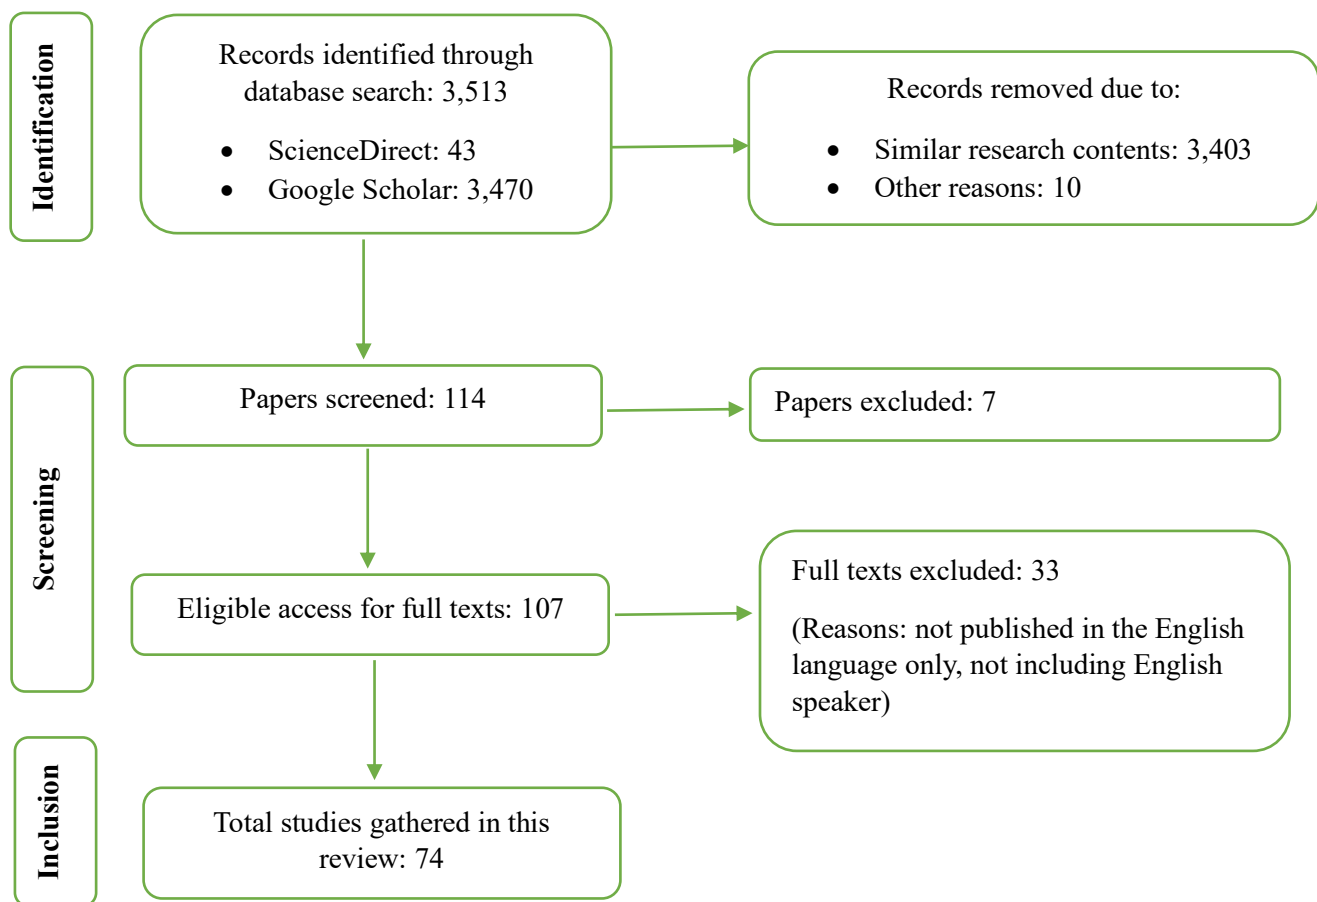 Identification
Records identified through
database search: 3,513
• ScienceDirect: 43
• Google Scholar: 3,470
Records removed due to:
• Similar research contents: 3,403
• Other reasons: 10
Screening
Papers screened: 114
Papers excluded: 7
Eligible access for full texts: 107
Full texts excluded: 33
(Reasons: not published in the English
language only, not including English
speaker)
Inclusion
Total studies gathered in this
review: 74